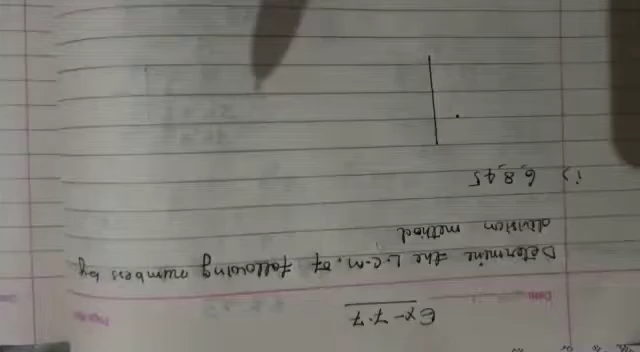 Ex - 7.7
Determine the L.C.M. of following numbers by
division method
i) 6, 8, 45